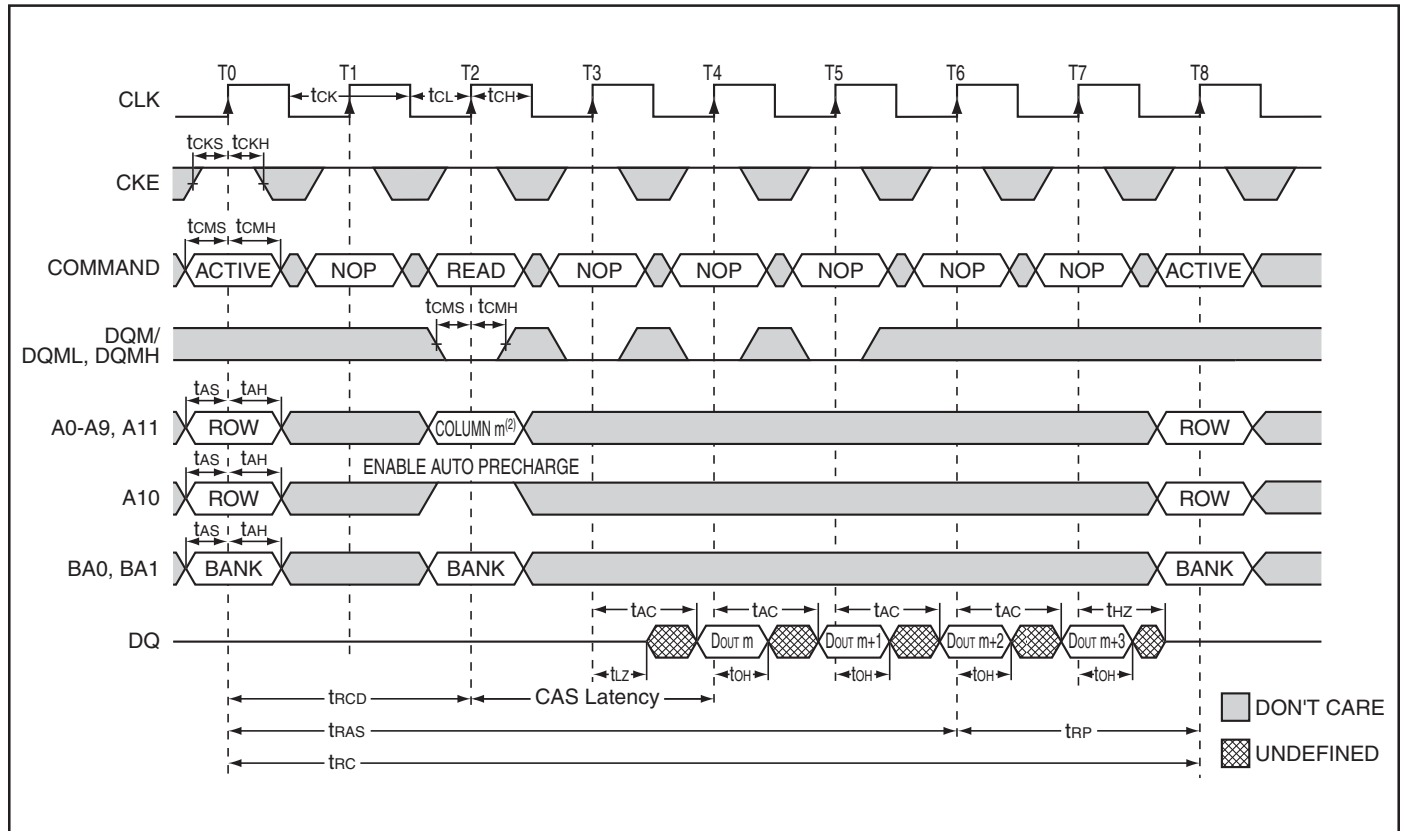 T0 T1 T2 T3 T4 T5 T6 T7 T8
CLK tCK tCL tCH
tCKS tCKH
CKE
tCMS tCMH
COMMAND ACTIVE NOP READ NOP NOP NOP NOP NOP ACTIVE
tCMS tCMH
DQM/
DQML, DQMH
tAS tAH
A0-A9, A11 ROW COLUMN m(2) ROW
tAS tAH ENABLE AUTO PRECHARGE
A10 ROW ROW
tAS tAH
BA0, BA1 BANK BANK BANK
tAC tAC tAC tAC tHZ
DQ DOUT m DOUT m+1 DOUT m+2 DOUT m+3
tLZ tOH tOH tOH tOH
tRCD CAS Latency
DON'T CARE
tRAS tRP
UNDEFINED
tRC